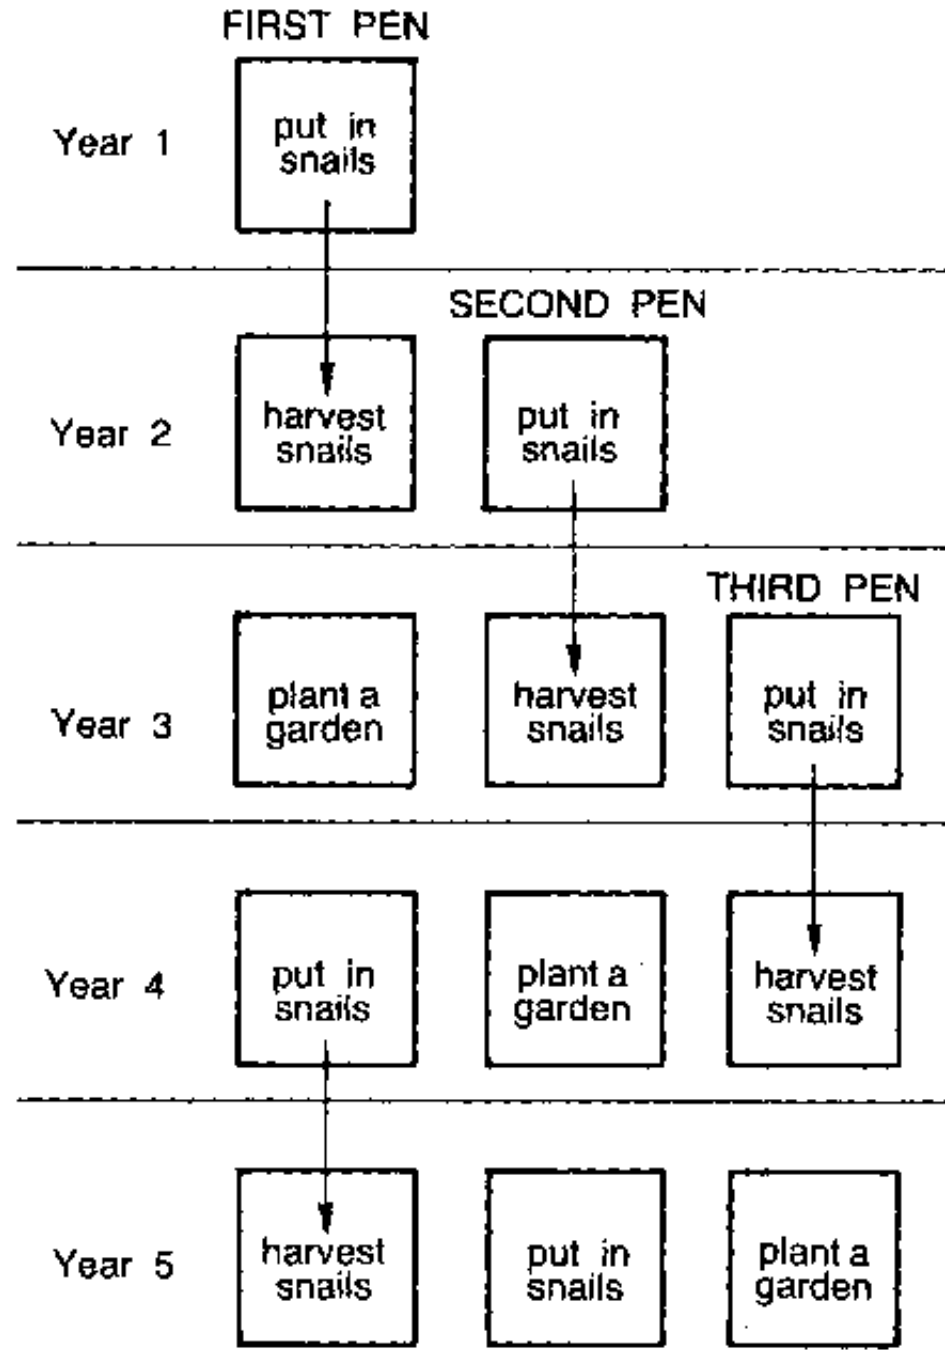 FIRST PEN
Year 1
put in
snails
SECOND PEN
Year 2
harvest
snails
put in
snails
THIRD PEN
Year 3
plant a
garden
harvest
snails
put in
snails
Year 4
put in
snails
plant a
garden
harvest
snails
Year 5
harvest
snails
put in
snails
plant a
garden